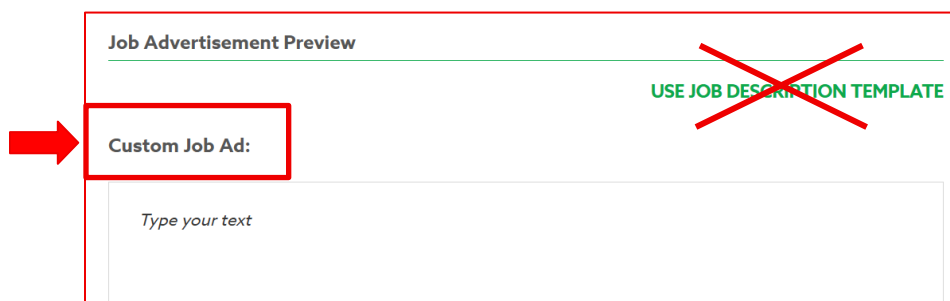 Job Advertisement Preview
USE JOB DESCRIPTION TEMPLATE
Custom Job Ad:
Type your text